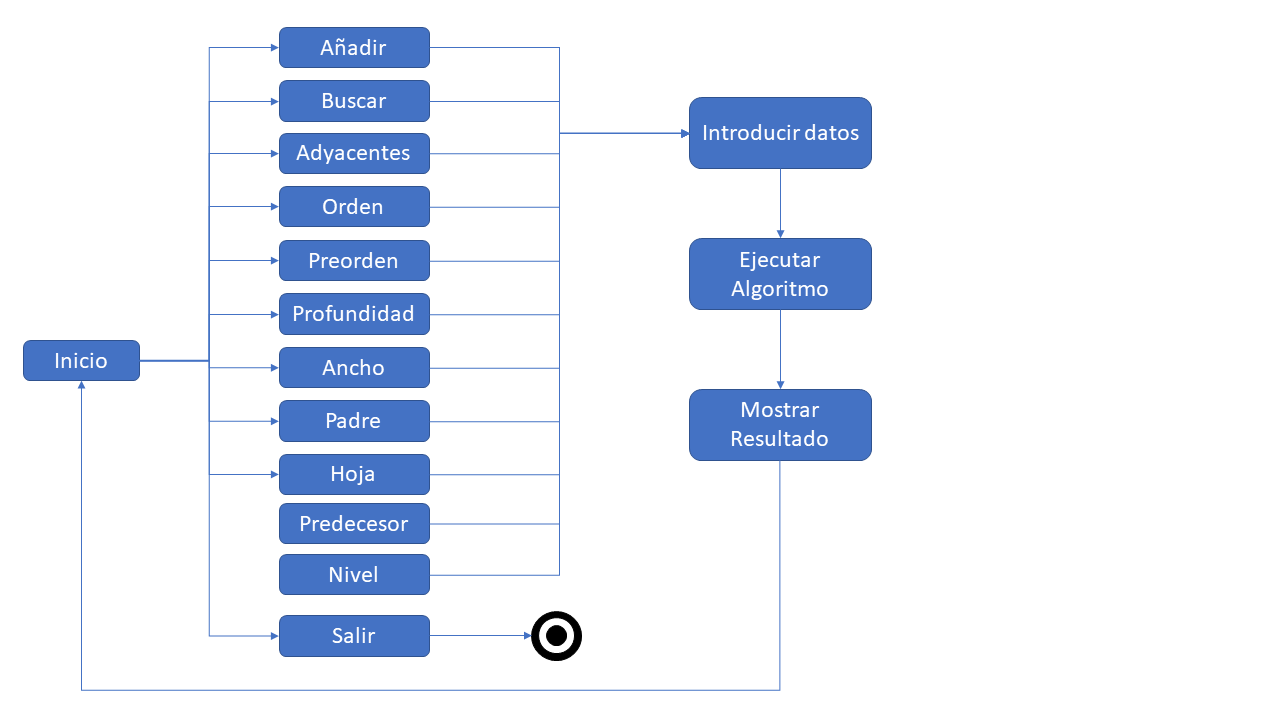 Añadir
Buscar
Adyacentes
Orden
Preorden
Profundidad
Inicio
Ancho
Padre
Hoja
Predecesor
Nivel
Salir
Introducir datos
Ejecutar
Algoritmo
Mostrar
Resultado